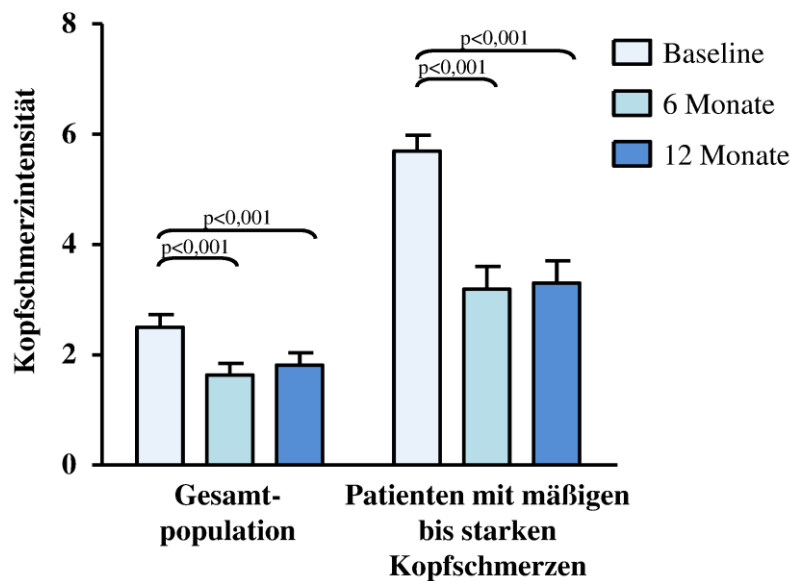 8
6
4
2
0
Kopfschmerzintensität
p<0,001
p<0,001
p<0,001
p<0,001
Baseline
6 Monate
12 Monate
Gesamt-
population
Patienten mit mäßigen
bis starken
Kopfschmerzen